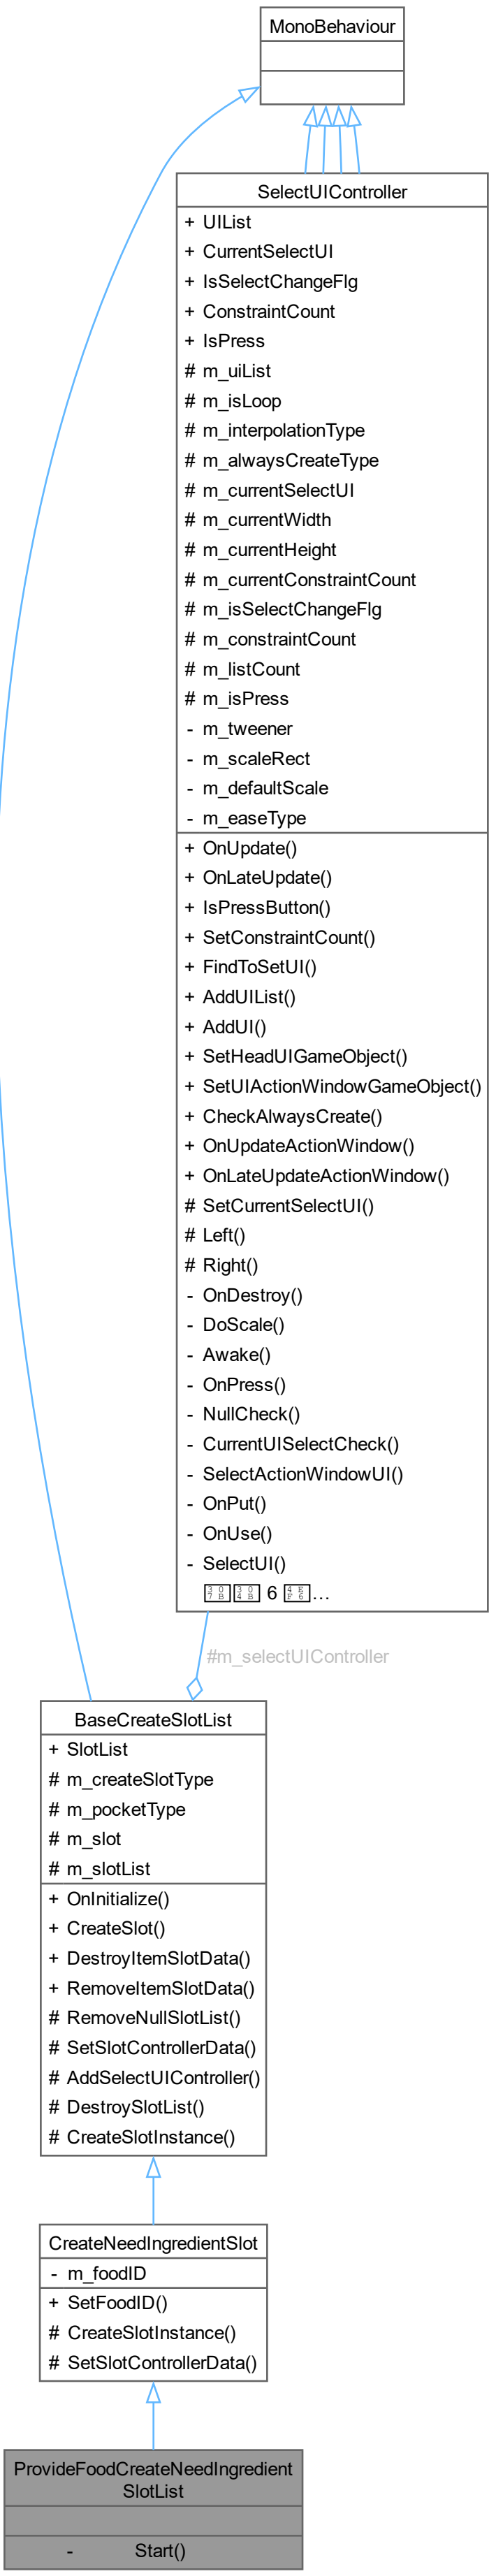 MonoBehaviour
SelectUIController
+ UIList
+ CurrentSelectUI
+ IsSelectChangeFlg
+ ConstraintCount
+ IsPress
# m_uiList
# m_isLoop
# m_interpolationType
# m_alwaysCreateType
# m_currentSelectUI
# m_currentWidth
# m_currentHeight
# m_currentConstraintCount
# m_isSelectChangeFlg
# m_constraintCount
# m_listCount
# m_isPress
- m_tweener
- m_scaleRect
- m_defaultScale
- m_easeType
+ OnUpdate()
+ OnLateUpdate()
+ IsPressButton()
+ SetConstraintCount()
+ FindToSetUI()
+ AddUIList()
+ AddUI()
+ SetHeadUIGameObject()
+ SetUIActionWindowGameObject()
+ CheckAlwaysCreate()
+ OnUpdateActionWindow()
+ OnLateUpdateActionWindow()
# SetCurrentSelectUI()
# Left()
# Right()
- OnDestroy()
- DoScale()
- Awake()
- OnPress()
- NullCheck()
- CurrentUISelectCheck()
- SelectActionWindowUI()
- OnPut()
- OnUse()
- SelectUI()
6 ...
#m_selectUIController
BaseCreateSlotList
+ SlotList
# m_createSlotType
# m_pocketType
# m_slot
# m_slotList
+ OnInitialize()
+ CreateSlot()
+ DestroyItemSlotData()
+ RemoveItemSlotData()
# RemoveNullSlotList()
# SetSlotControllerData()
# AddSelectUIController()
# DestroySlotList()
# CreateSlotInstance()
CreateNeedIngredientSlot
- m_foodID
+ SetFoodID()
# CreateSlotInstance()
# SetSlotControllerData()
ProvideFoodCreateNeedIngredient
SlotList
- Start()